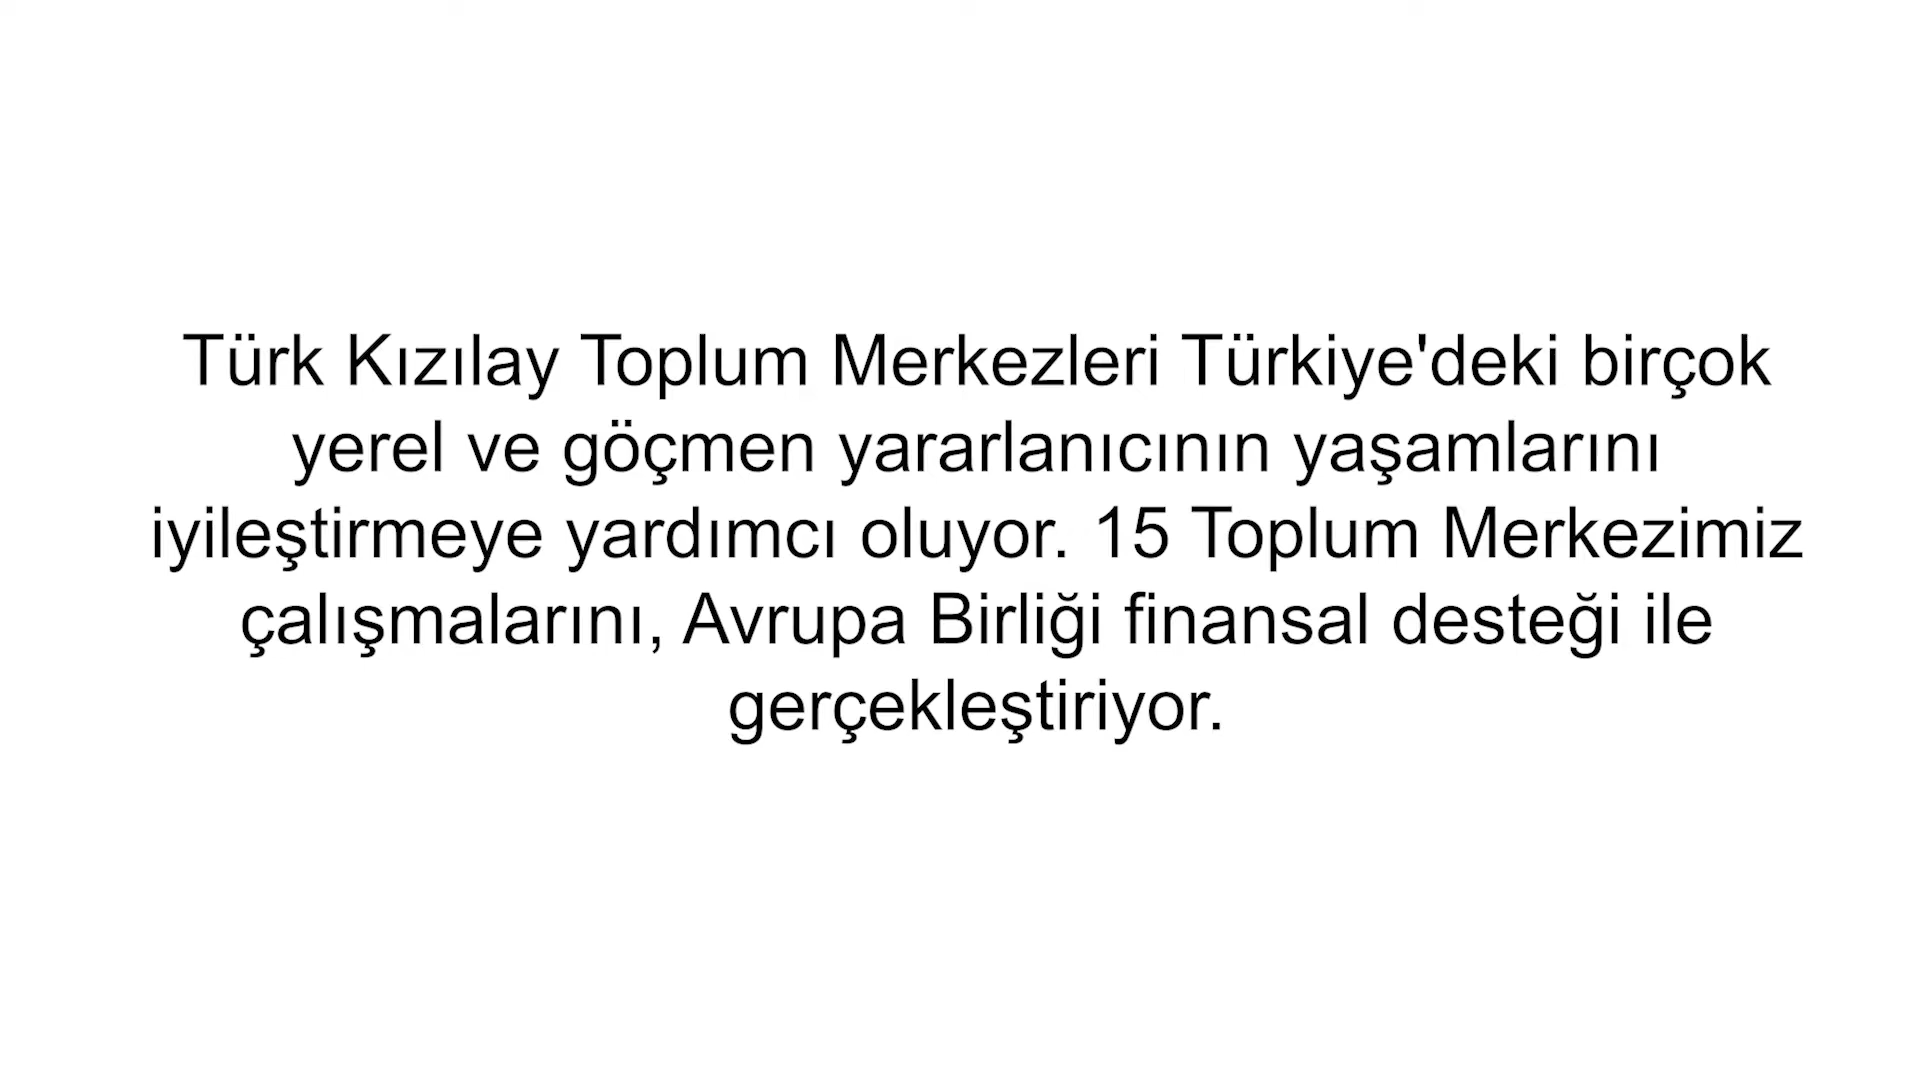 Türk Kızılay Toplum Merkezleri Türkiye'deki birçok
yerel ve göçmen yararlanıcının yaşamlarını
iyileştirmeye yardımcı oluyor. 15 Toplum Merkezimiz
çalışmalarını, Avrupa Birliği finansal desteği ile
gerçekleştiriyor.